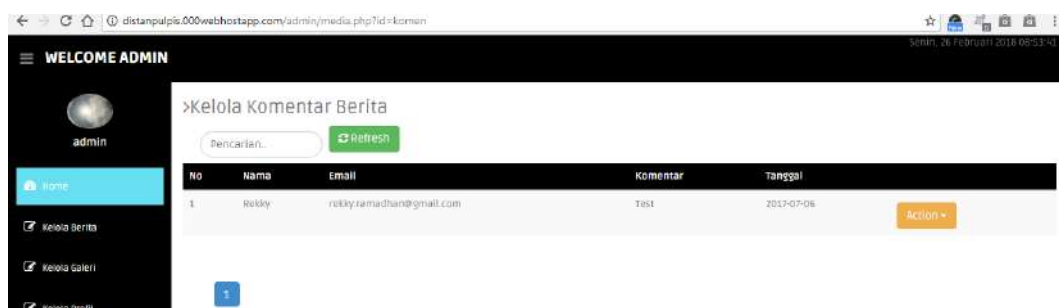 distanpulpis.000webhostapp.com/admin/media.php?id=komen
Senin, 26 Februari 2018 08:53:41
WELCOME ADMIN
admin
Home
Kelola Berita
Kelola Galeri
Kelola Profil
>Kelola Komentar Berita
Pencarian..
Refresh
No Nama Email Komentar Tanggal
1 Rekky rekky.ramadhan@gmail.com Test 2017-07-06
Action
1